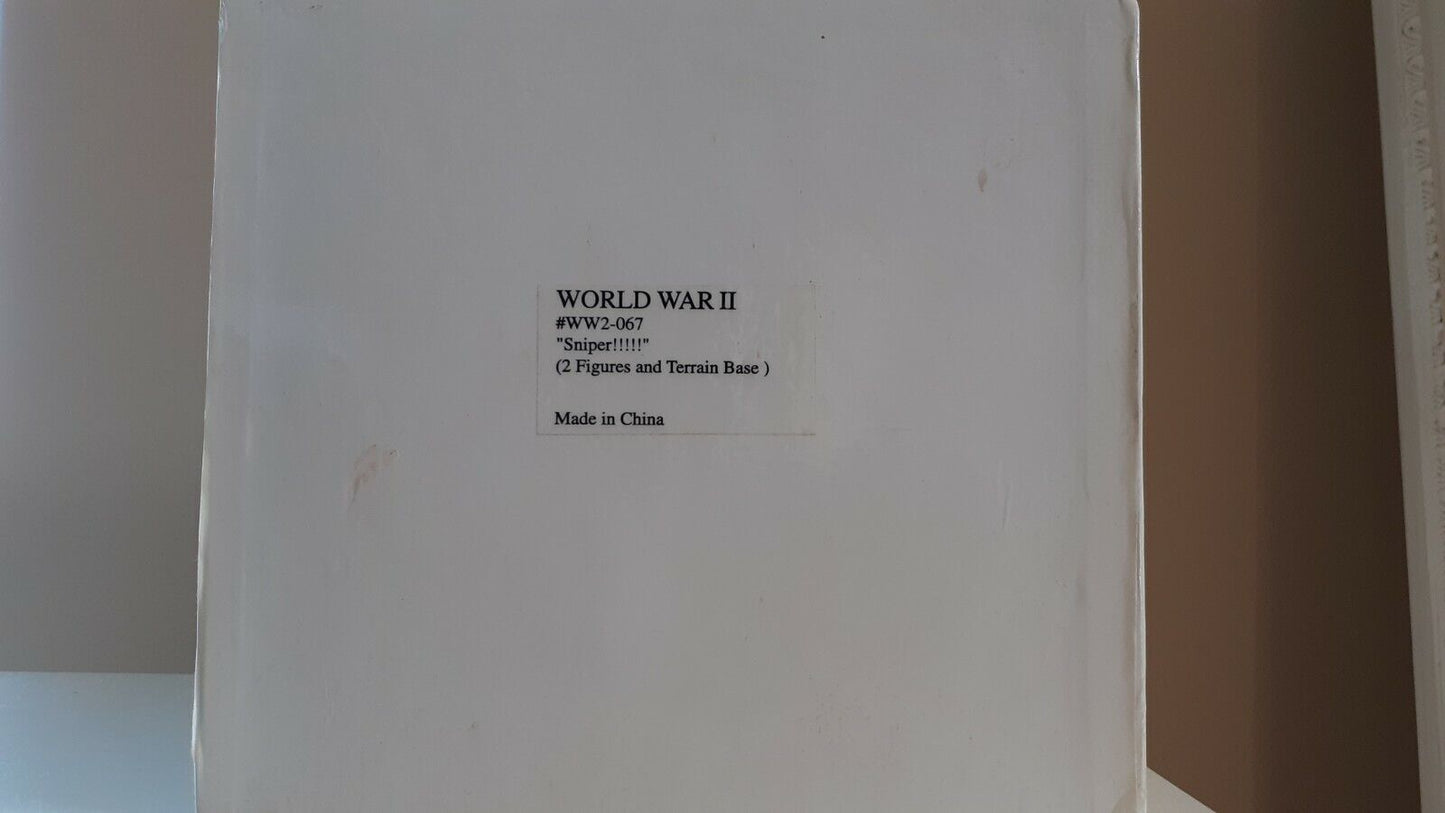 WORLD WAR II
#WW2-067
"Sniper!!!!!"
(2 Figures and Terrain Base )
Made in China